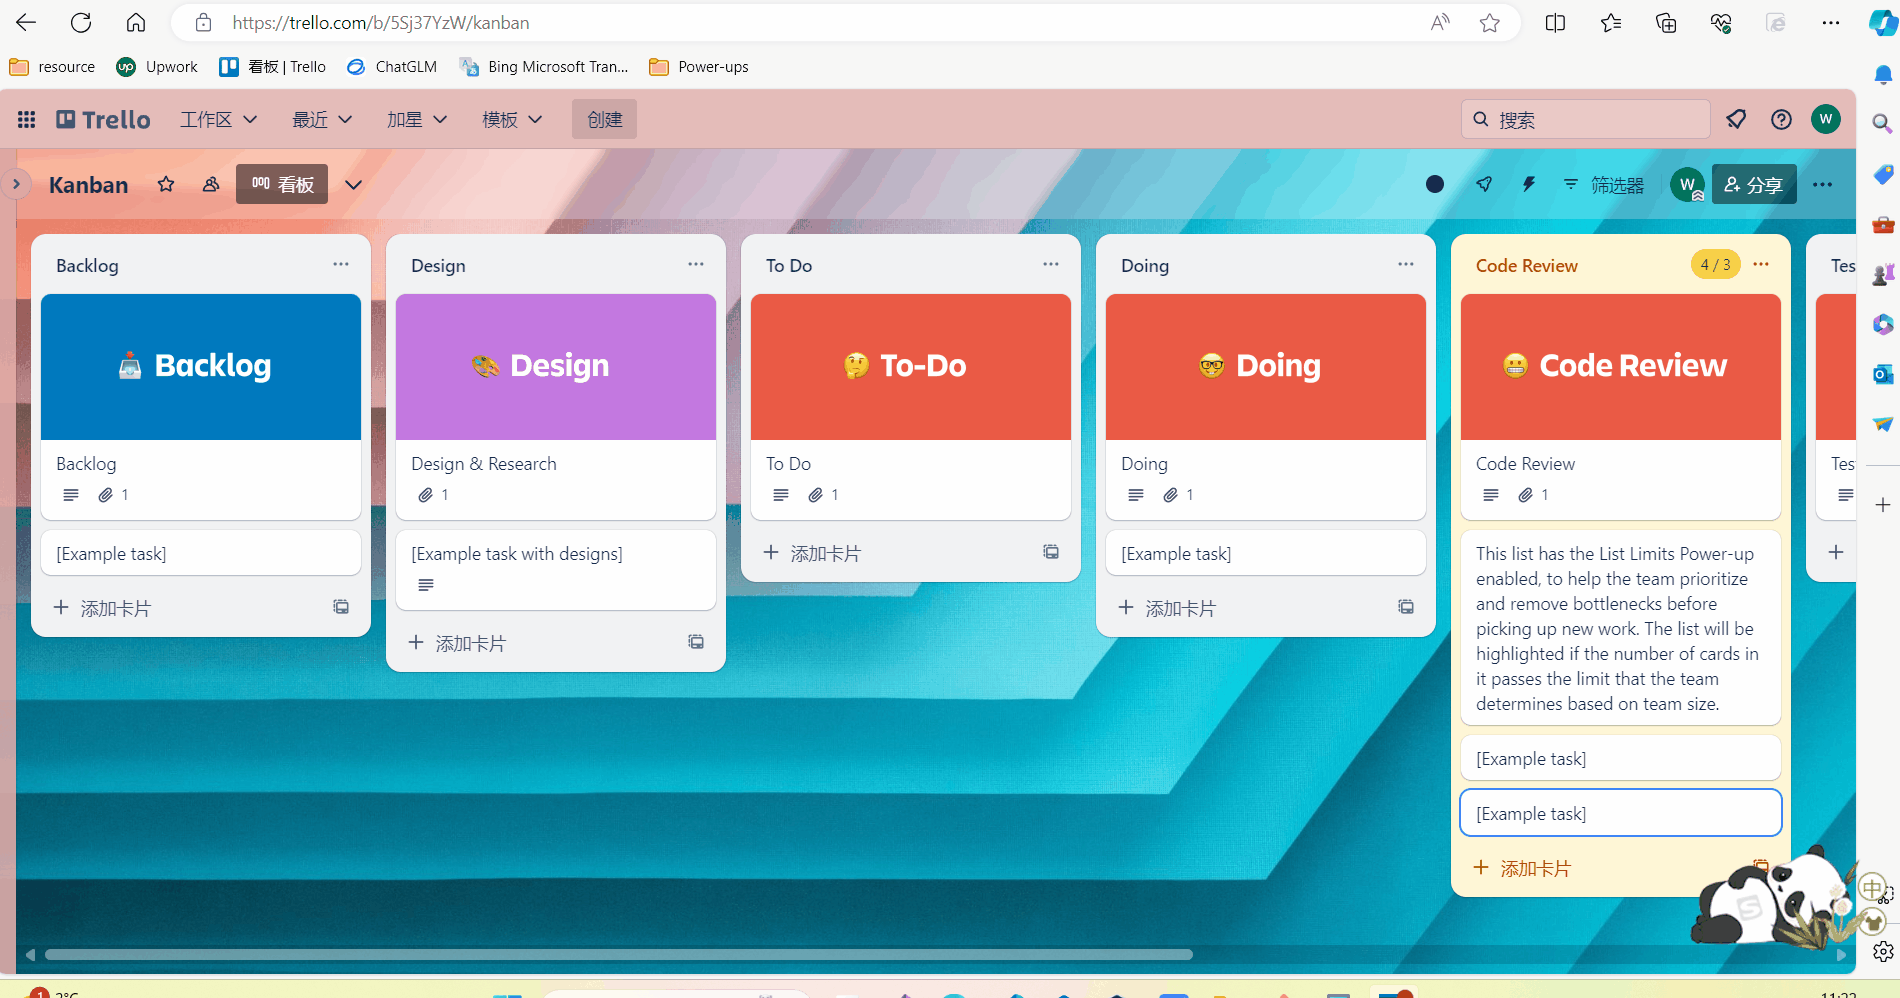 https://trello.com/b/5Sj37YzW/kanban
resource
Upwork
看板 | Trello
ChatGLM
Bing Microsoft Tran...
Power-ups
Trello
工作区
最近
加星
模板
创建
搜索
W
Kanban
看板
筛选器
W
分享
Backlog
Backlog
Backlog
1
[Example task]
添加卡片
Design
Design
Design & Research
1
[Example task with designs]
添加卡片
To Do
To-Do
To Do
1
添加卡片
Doing
Doing
Doing
1
[Example task]
添加卡片
Code Review
4 / 3
Code Review
Code Review
1
This list has the List Limits Power-up
enabled, to help the team prioritize
and remove bottlenecks before
picking up new work. The list will be
highlighted if the number of cards in
it passes the limit that the team
determines based on team size.
[Example task]
[Example task]
添加卡片
Tes
Tes
中
1